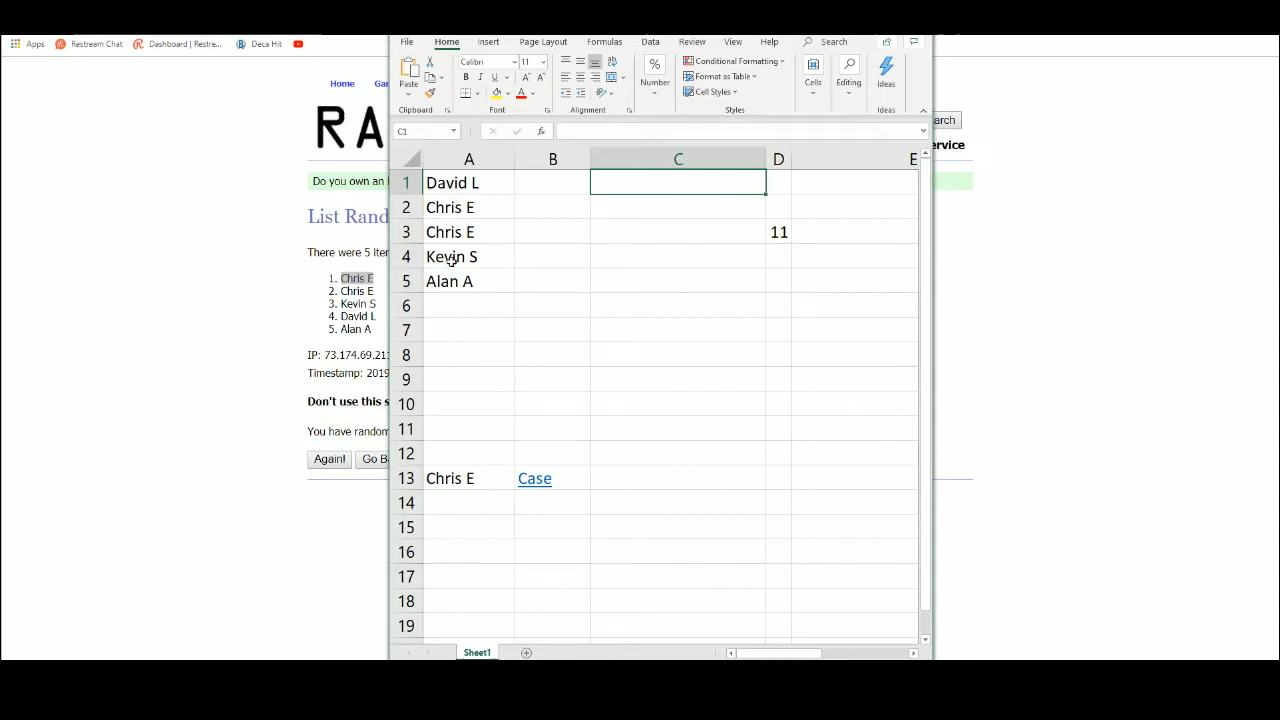 Apps Restream Chat Dashboard | Restre... Deca Hit
File Home Insert Page Layout Formulas Data Review View Help Search
Paste
Calibri 11
B I U A A
Conditional Formatting
Format as Table
Cell Styles
% Number Cells Editing Ideas
Clipboard Font Alignment Styles Ideas
C1 fx
A B C D E
1 David L
2 Chris E
3 Chris E 11
4 Kevin S
5 Alan A
6
7
8
9
10
11
12
13 Chris E Case
14
15
16
17
18
19
Sheet1
Home Gar
RA
arch
ervice
Do you own an i
List Rand
There were 5 iter
1. Chris E
2. Chris E
3. Kevin S
4. David L
5. Alan A
IP: 73.174.69.21
Timestamp: 2019
Don't use this s
You have random
Again! Go Ba